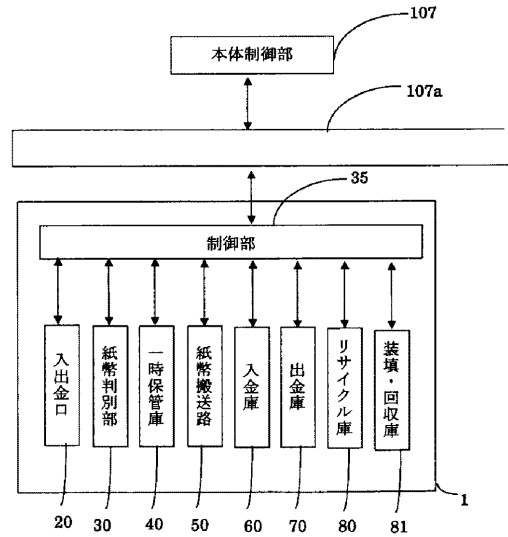 107
本体制御部
107a
35
制御部
入出金口
紙幣判別部
一時保管庫
紙幣搬送路
入金庫
出金庫
リサイクル庫
装填・回収庫
1
20 30 40 50 60 70 80 81